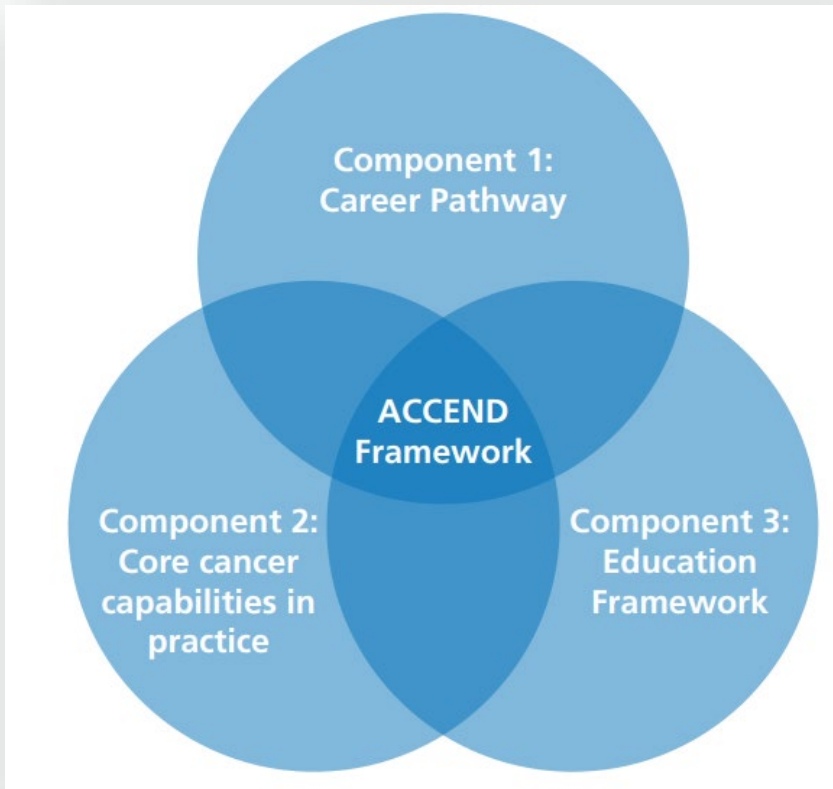 Component 1:
Career Pathway
ACCEND
Framework
Component 2:
Core cancer
capabilities in
practice
Component 3:
Education
Framework